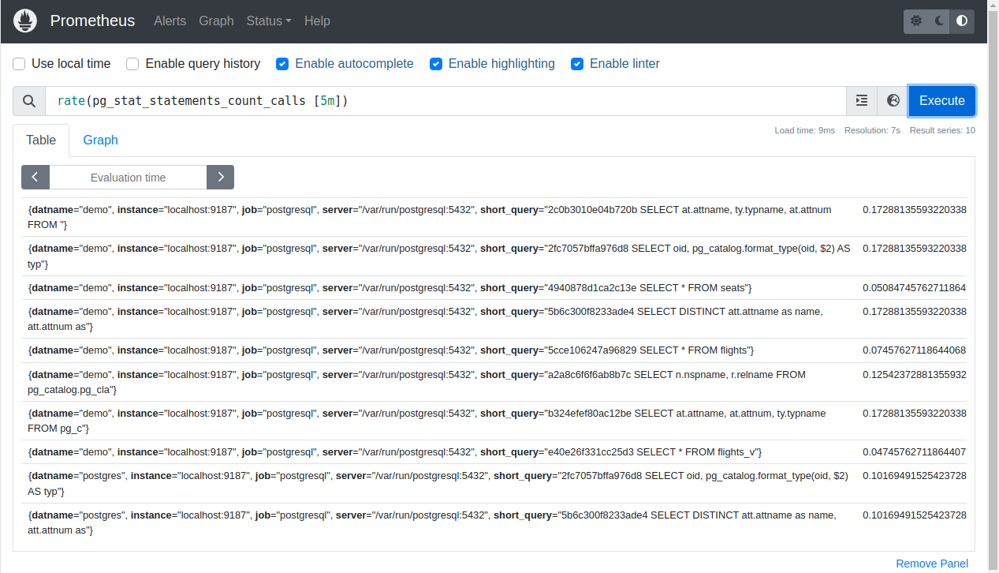 Prometheus Alerts Graph Status Help
Use local time Enable query history Enable autocomplete Enable highlighting Enable linter
rate(pg_stat_statements_count_calls [5m]) Execute
Load time: 9ms Resolution: 7s Result series: 10
Table Graph
Evaluation time
{datname="demo", instance="localhost:9187", job="postgresql", server="/var/run/postgresql:5432", short_query="2c0b3010e04b720b SELECT at.attname, ty.typname, at.attnum 0.17288135593220338
FROM "}
{datname="demo", instance="localhost:9187", job="postgresql", server="/var/run/postgresql:5432", short_query="2fc7057bffa976d8 SELECT oid, pg_catalog.format_type(oid, $2) AS 0.17288135593220338
typ"}
{datname="demo", instance="localhost:9187", job="postgresql", server="/var/run/postgresql:5432", short_query="4940878d1ca2c13e SELECT * FROM seats"} 0.05084745762711864
{datname="demo", instance="localhost:9187", job="postgresql", server="/var/run/postgresql:5432", short_query="5b6c300f8233ade4 SELECT DISTINCT att.attname as name, 0.17288135593220338
att.attnum as"}
{datname="demo", instance="localhost:9187", job="postgresql", server="/var/run/postgresql:5432", short_query="5cce106247a96829 SELECT * FROM flights"} 0.07457627118644068
{datname="demo", instance="localhost:9187", job="postgresql", server="/var/run/postgresql:5432", short_query="a2a8c6f6f6ab8b7c SELECT n.nspname, r.relname FROM 0.12542372881355932
pg_catalog.pg_cla"}
{datname="demo", instance="localhost:9187", job="postgresql", server="/var/run/postgresql:5432", short_query="b324efef80ac12be SELECT at.attname, at.attnum, ty.typname 0.17288135593220338
FROM pg_c"}
{datname="demo", instance="localhost:9187", job="postgresql", server="/var/run/postgresql:5432", short_query="e40e26f331cc25d3 SELECT * FROM flights_v"} 0.04745762711864407
{datname="postgres", instance="localhost:9187", job="postgresql", server="/var/run/postgresql:5432", short_query="2fc7057bffa976d8 SELECT oid, pg_catalog.format_type(oid, $2) 0.10169491525423728
AS typ"}
{datname="postgres", instance="localhost:9187", job="postgresql", server="/var/run/postgresql:5432", short_query="5b6c300f8233ade4 SELECT DISTINCT att.attname as name, 0.10169491525423728
att.attnum as"}
Remove Panel